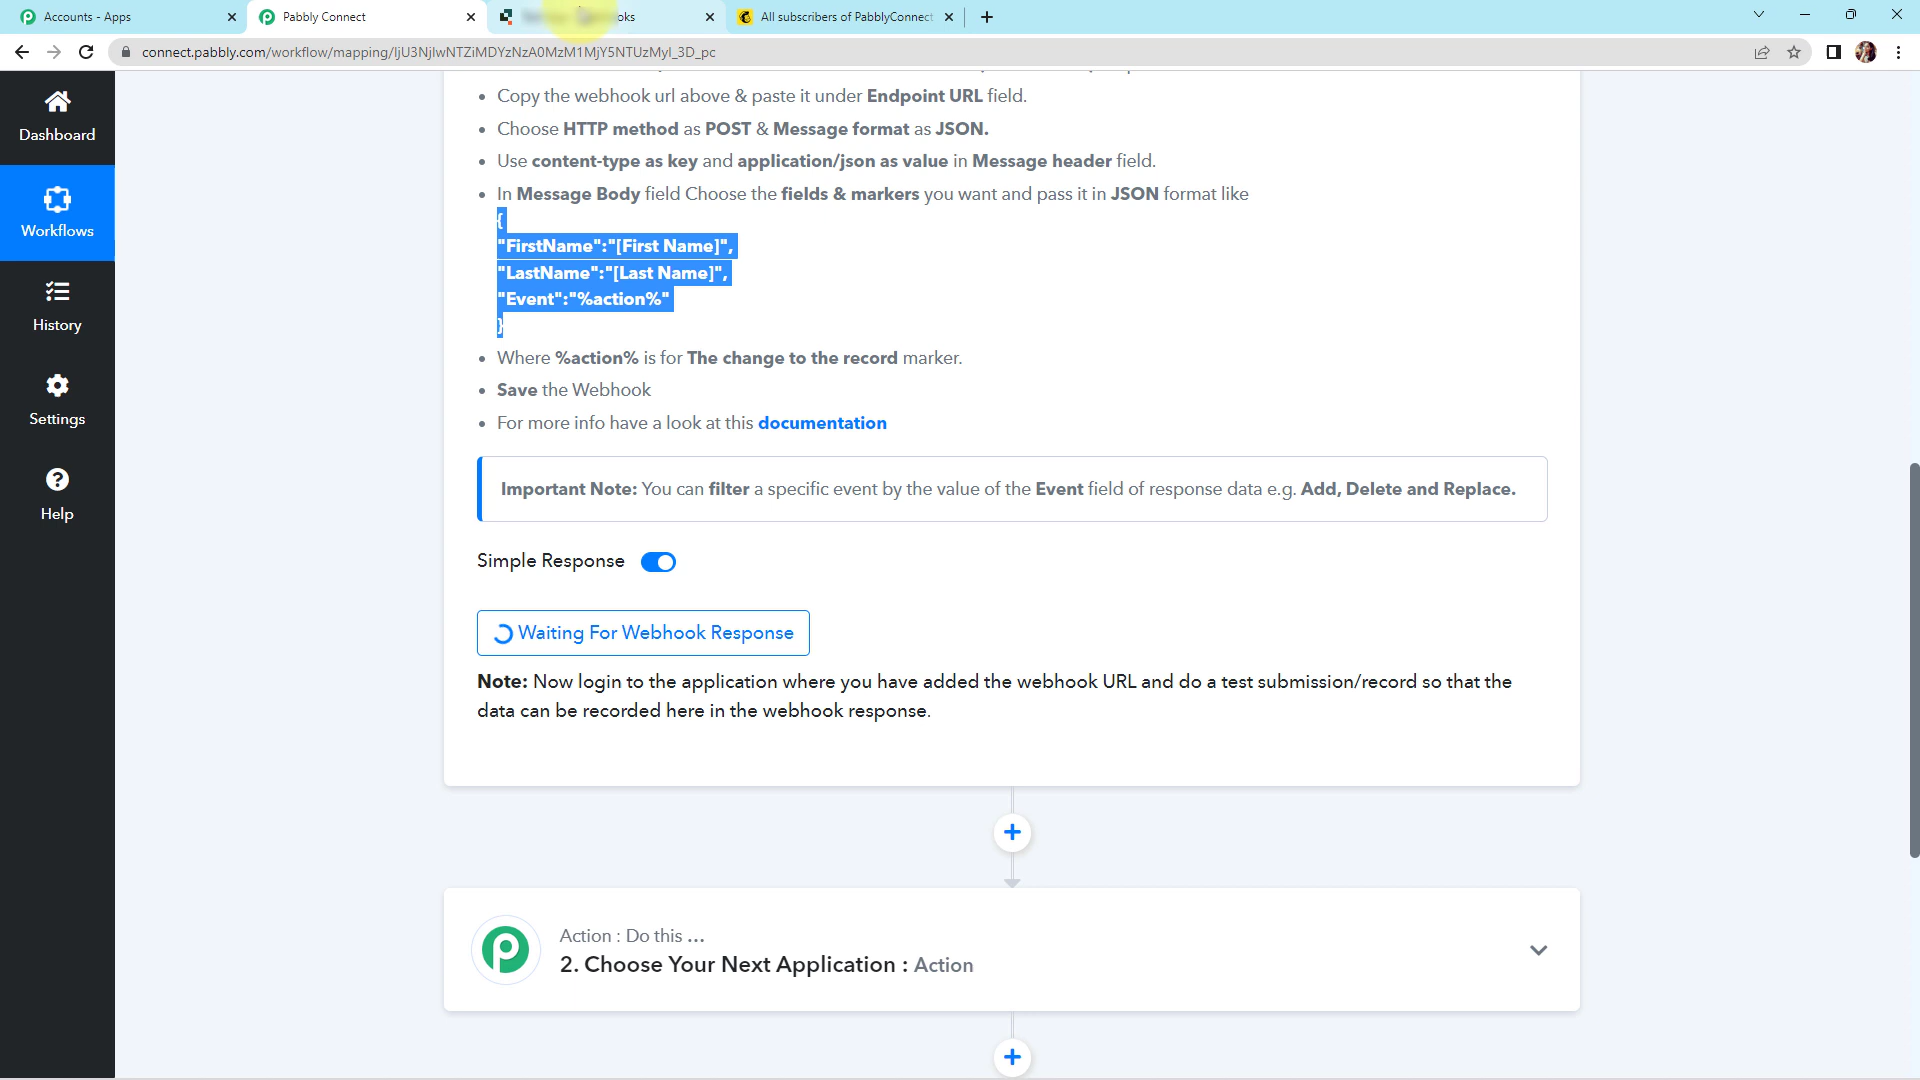 Accounts - Apps
Pabbly Connect
oks
All subscribers of PabblyConnect
connect.pabbly.com/workflow/mapping/IjU3NjIwNTZiMDYzNzA0MzM1MjY5NTUzMyI_3D_pc
Dashboard
Workflows
History
Settings
Help
• Copy the webhook url above & paste it under Endpoint URL field.
• Choose HTTP method as POST & Message format as JSON.
• Use content-type as key and application/json as value in Message header field.
• In Message Body field Choose the fields & markers you want and pass it in JSON format like
{
"FirstName":"[First Name]",
"LastName":"[Last Name]",
"Event":"%action%"
}
• Where %action% is for The change to the record marker.
• Save the Webhook
• For more info have a look at this documentation
Important Note: You can filter a specific event by the value of the Event field of response data e.g. Add, Delete and Replace.
Simple Response
Waiting For Webhook Response
Note: Now login to the application where you have added the webhook URL and do a test submission/record so that the
data can be recorded here in the webhook response.
Action : Do this ...
2. Choose Your Next Application : Action